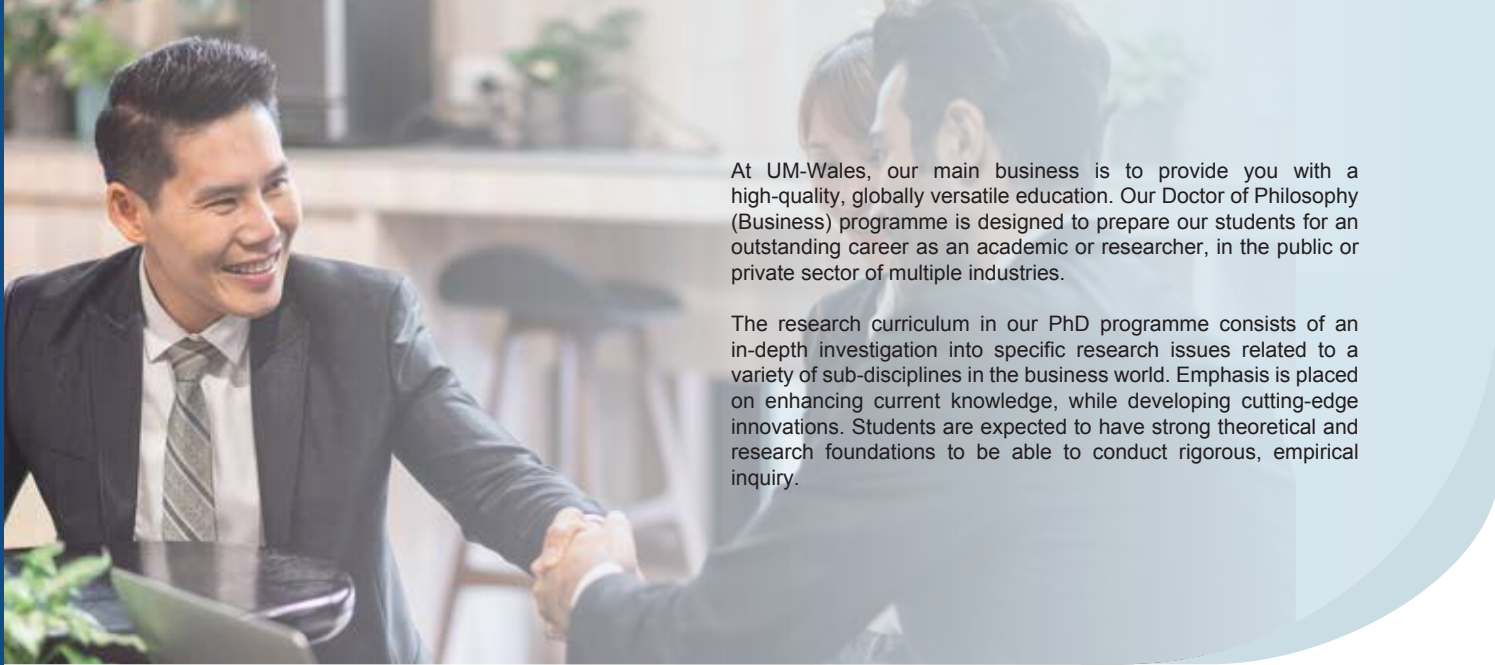 At UM-Wales, our main business is to provide you with a
high-quality, globally versatile education. Our Doctor of Philosophy
(Business) programme is designed to prepare our students for an
outstanding career as an academic or researcher, in the public or
private sector of multiple industries.
The research curriculum in our PhD programme consists of an
in-depth investigation into specific research issues related to a
variety of sub-disciplines in the business world. Emphasis is placed
on enhancing current knowledge, while developing cutting-edge
innovations. Students are expected to have strong theoretical and
research foundations to be able to conduct rigorous, empirical
inquiry.